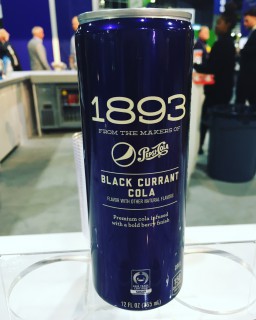 1893
FROM THE MAKERS OF
Pepsi-Cola
BLACK CURRANT
COLA
FLAVOR WITH OTHER NATURAL FLAVORS
Premium cola infused
with a bold berry finish
12 FL OZ (355 mL)